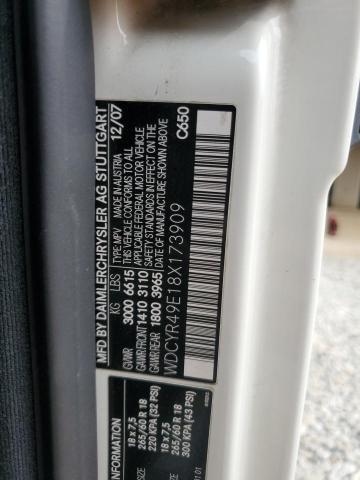 MFD BY DAIMLERCHRYSLER AG STUTTGART
TYPE: MPV MADE IN AUSTRIA 12/07
KG LBS THIS VEHICLE CONFORMS TO ALL
APPLICABLE FEDERAL MOTOR VEHICLE
GVWR 3000 6615 SAFETY STANDARDS IN EFFECT ON THE
GAWR FRONT 1410 3110 DATE OF MANUFACTURE SHOWN ABOVE
GAWR REAR 1800 3965 C650
WDCYR49E18X173909
INFORMATION
18 x 7,5
265/60 R 18
220 KPA (32 PSI)
18 x 7,5
265/60 R 18
300 KPA (43 PSI)